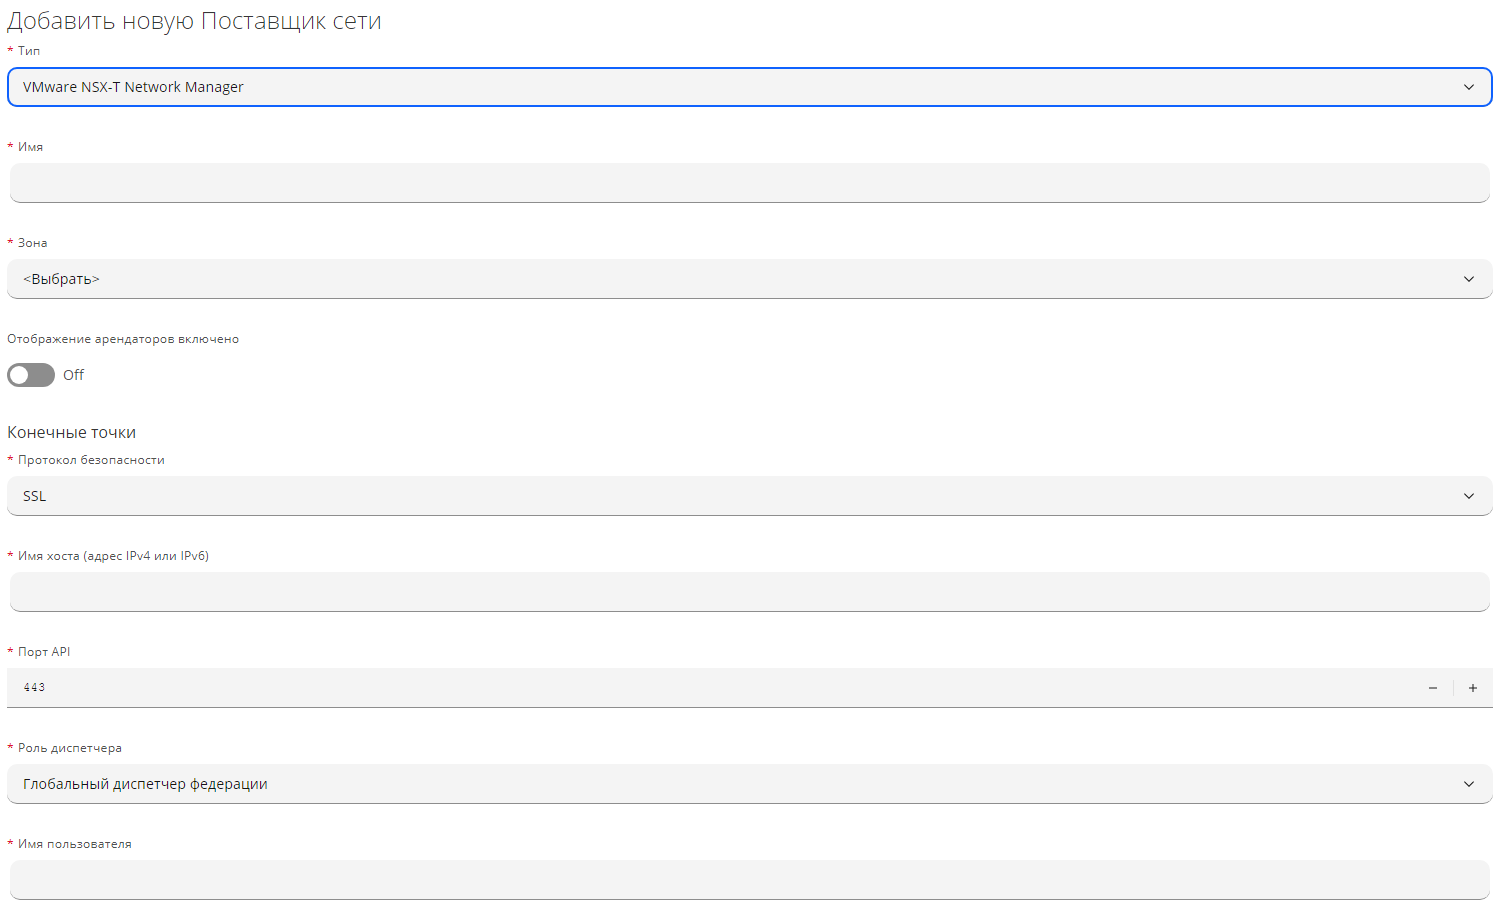 Добавить новую Поставщик сети
* Тип
VMware NSX-T Network Manager
* Имя
* Зона
<Выбрать>
Отображение арендаторов включено
Off
Конечные точки
* Протокол безопасности
SSL
* Имя хоста (адрес IPv4 или IPv6)
* Порт API
443
* Роль диспетчера
Глобальный диспетчер федерации
* Имя пользователя